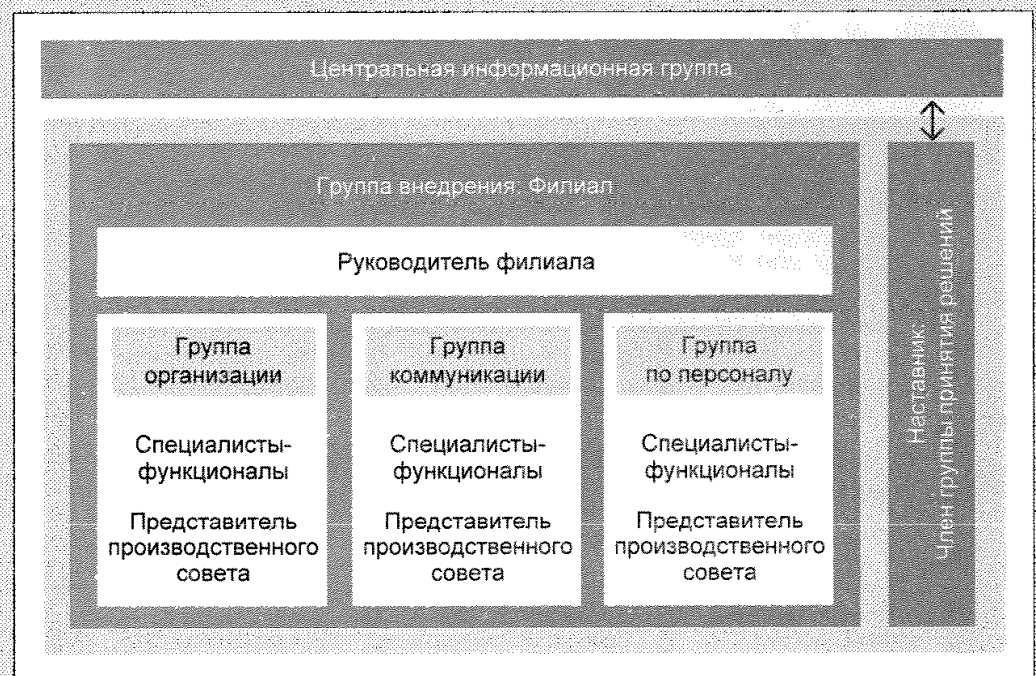 Центральная информационная группа
Группа внедрения: Филиал
Руководитель филиала
Группа
организации
Специалисты-
функционалы
Представитель
производственного
совета
Группа
коммуникации
Специалисты-
функционалы
Представитель
производственного
совета
Группа
по персоналу
Специалисты-
функционалы
Представитель
производственного
совета
Наставник:
Член группы принятия решений